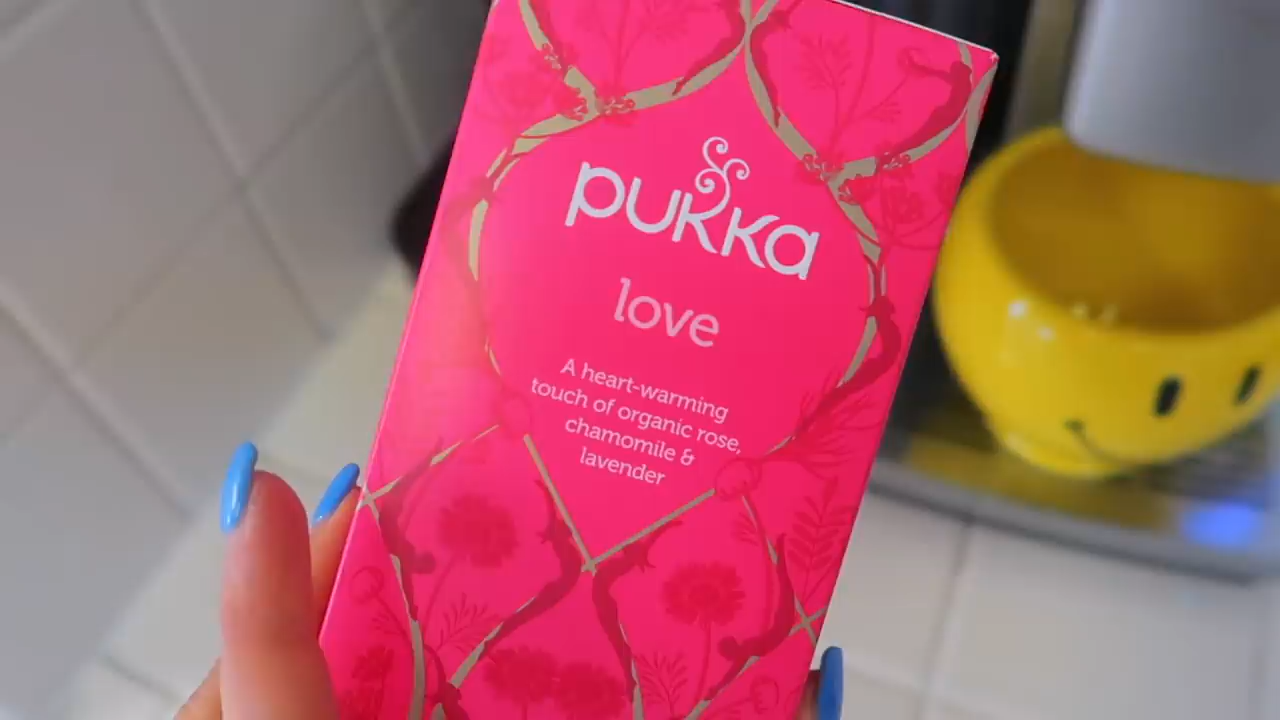 pukka
love
A heart-warming
touch of organic rose,
chamomile &
lavender